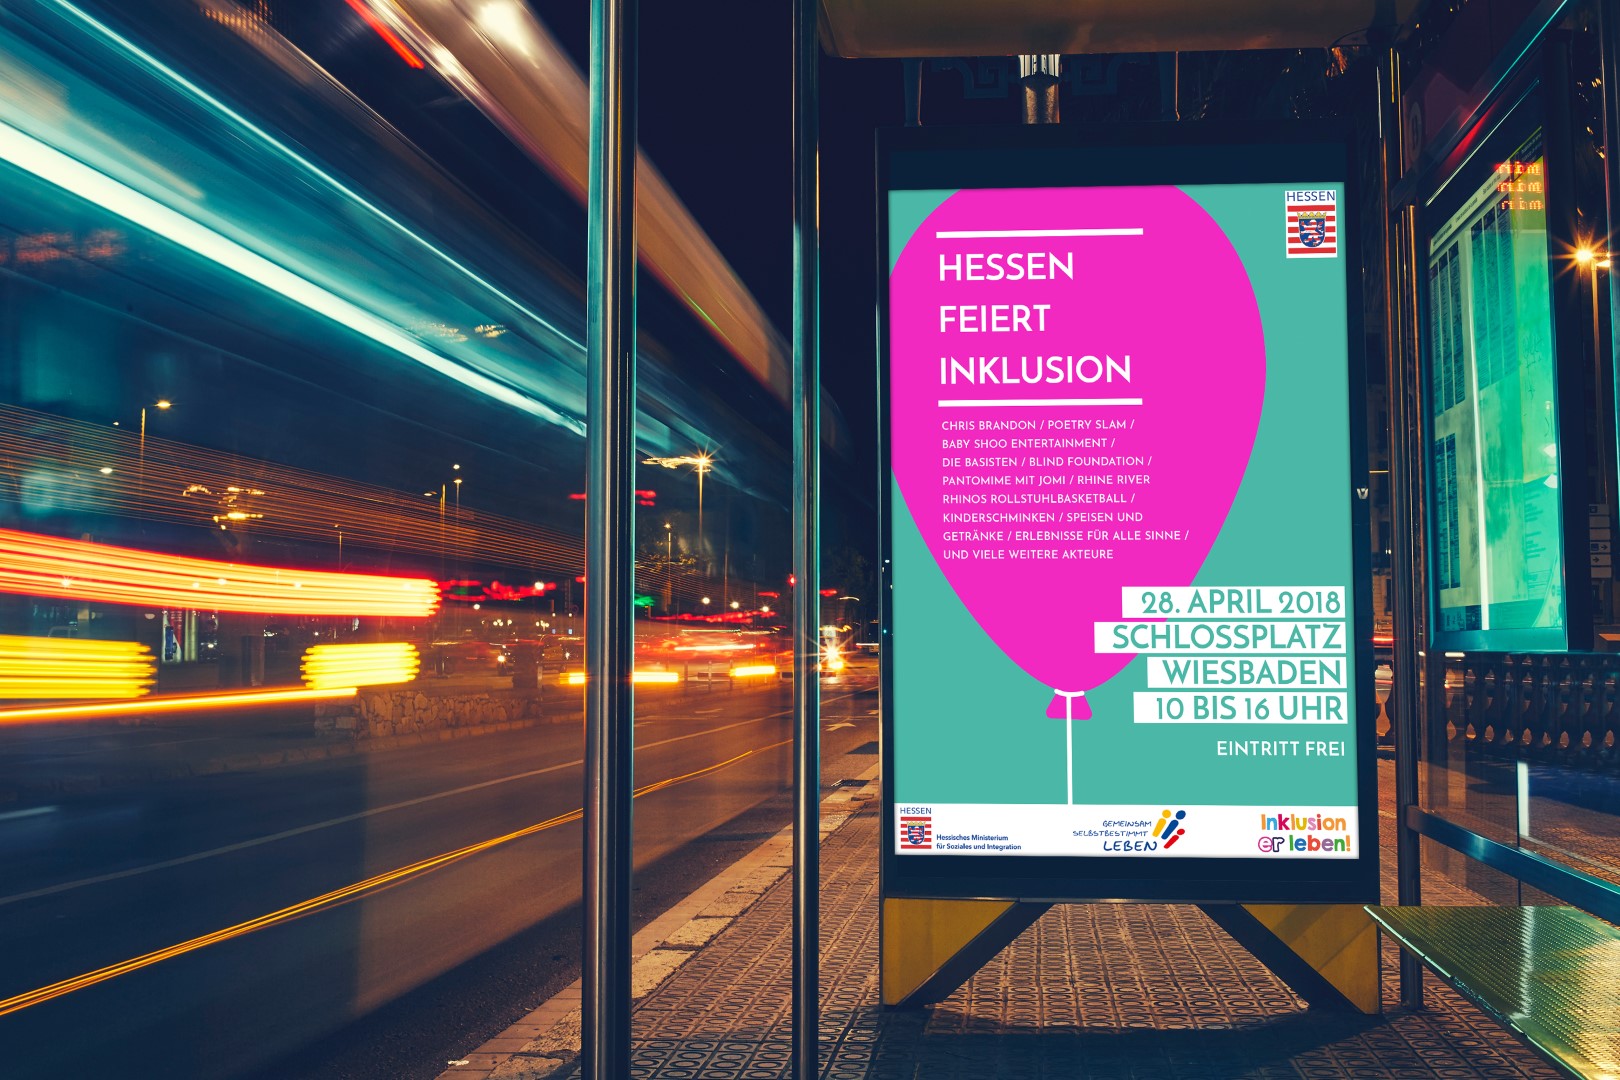 HESSEN
HESSEN
FEIERT
INKLUSION
CHRIS BRANDON / POETRY SLAM /
BABY SHOO ENTERTAINMENT /
DIE BASISTEN / BLIND FOUNDATION /
PANTOMIME MIT JOMI / RHINE RIVER
RHINOS ROLLSTUHLBASKETBALL /
KINDERSCHMINKEN / SPEISEN UND
GETRÄNKE / ERLEBNISSE FÜR ALLE SINNE /
UND VIELE WEITERE AKTEURE
28. APRIL 2018
SCHLOSSPLATZ
WIESBADEN
10 BIS 16 UHR
EINTRITT FREI
HESSEN
Hessisches Ministerium
für Soziales und Integration
GEMEINSAM
SELBSTBESTIMMT
LEBEN
Inklusion
er leben!